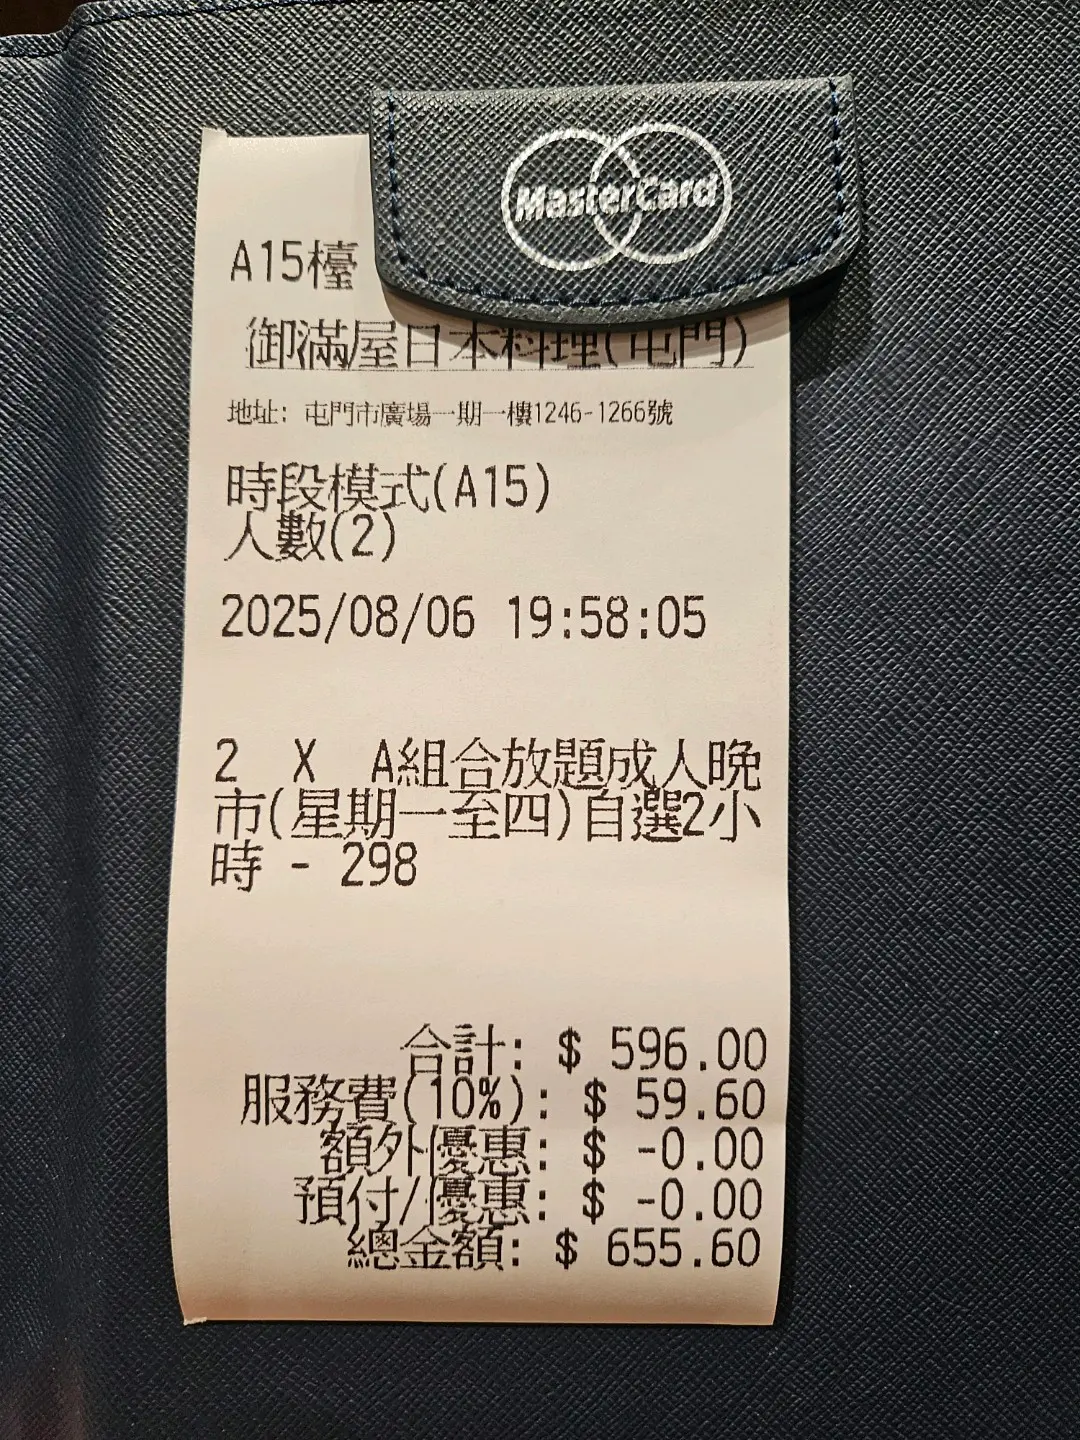 MasterCard
A15檯
御滿屋日本料理(屯門)
地址: 屯門市廣場一期一樓1246-1266號
時段模式(A15)
人數(2)
2025/08/06 19:58:05
2 X A組合放題成人晚
市(星期一至四)自選2小
時 - 298
合計: $ 596.00
服務費(10%): $ 59.60
額外優惠: $ -0.00
預付/優惠: $ -0.00
總金額: $ 655.60